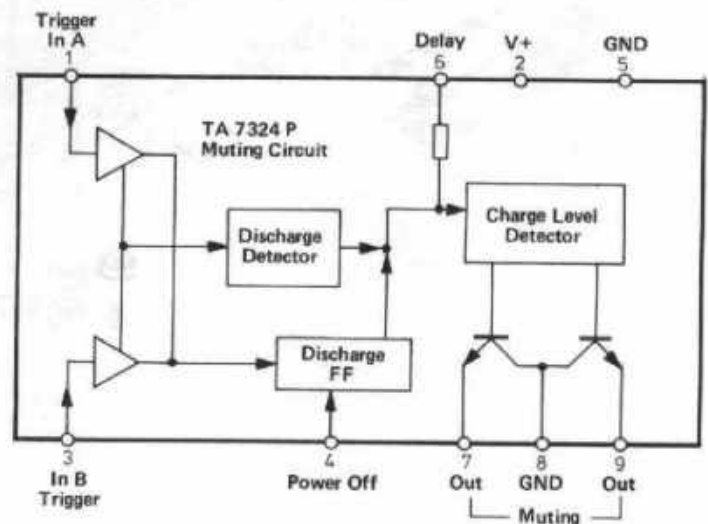 Trigger
In A
1
Delay
6
V+
2
GND
5
TA 7324 P
Muting Circuit
Discharge
Detector
Charge Level
Detector
Discharge
FF
3
In B
Trigger
4
Power Off
7
Out
8
GND
9
Out
Muting